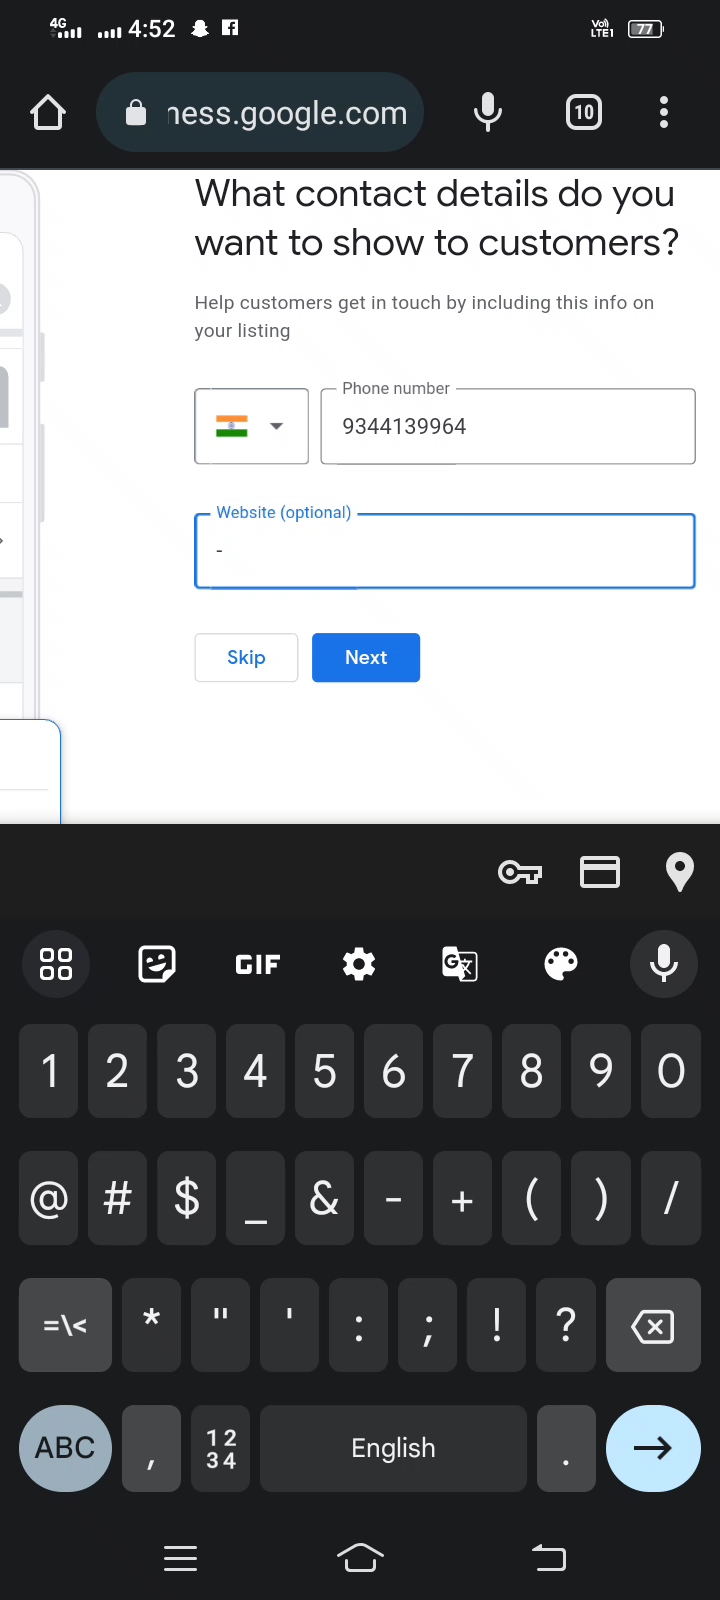 4G 4:52 Vo) LTE1 77
ness.google.com 10
What contact details do you
want to show to customers?
Help customers get in touch by including this info on
your listing
Phone number
9344139964
Website (optional)
-
Skip Next
GIF G
1 2 3 4 5 6 7 8 9 0
@ # $ _ & - + ( ) /
=\< * " ' : ; ! ?
ABC , 12 34 English .